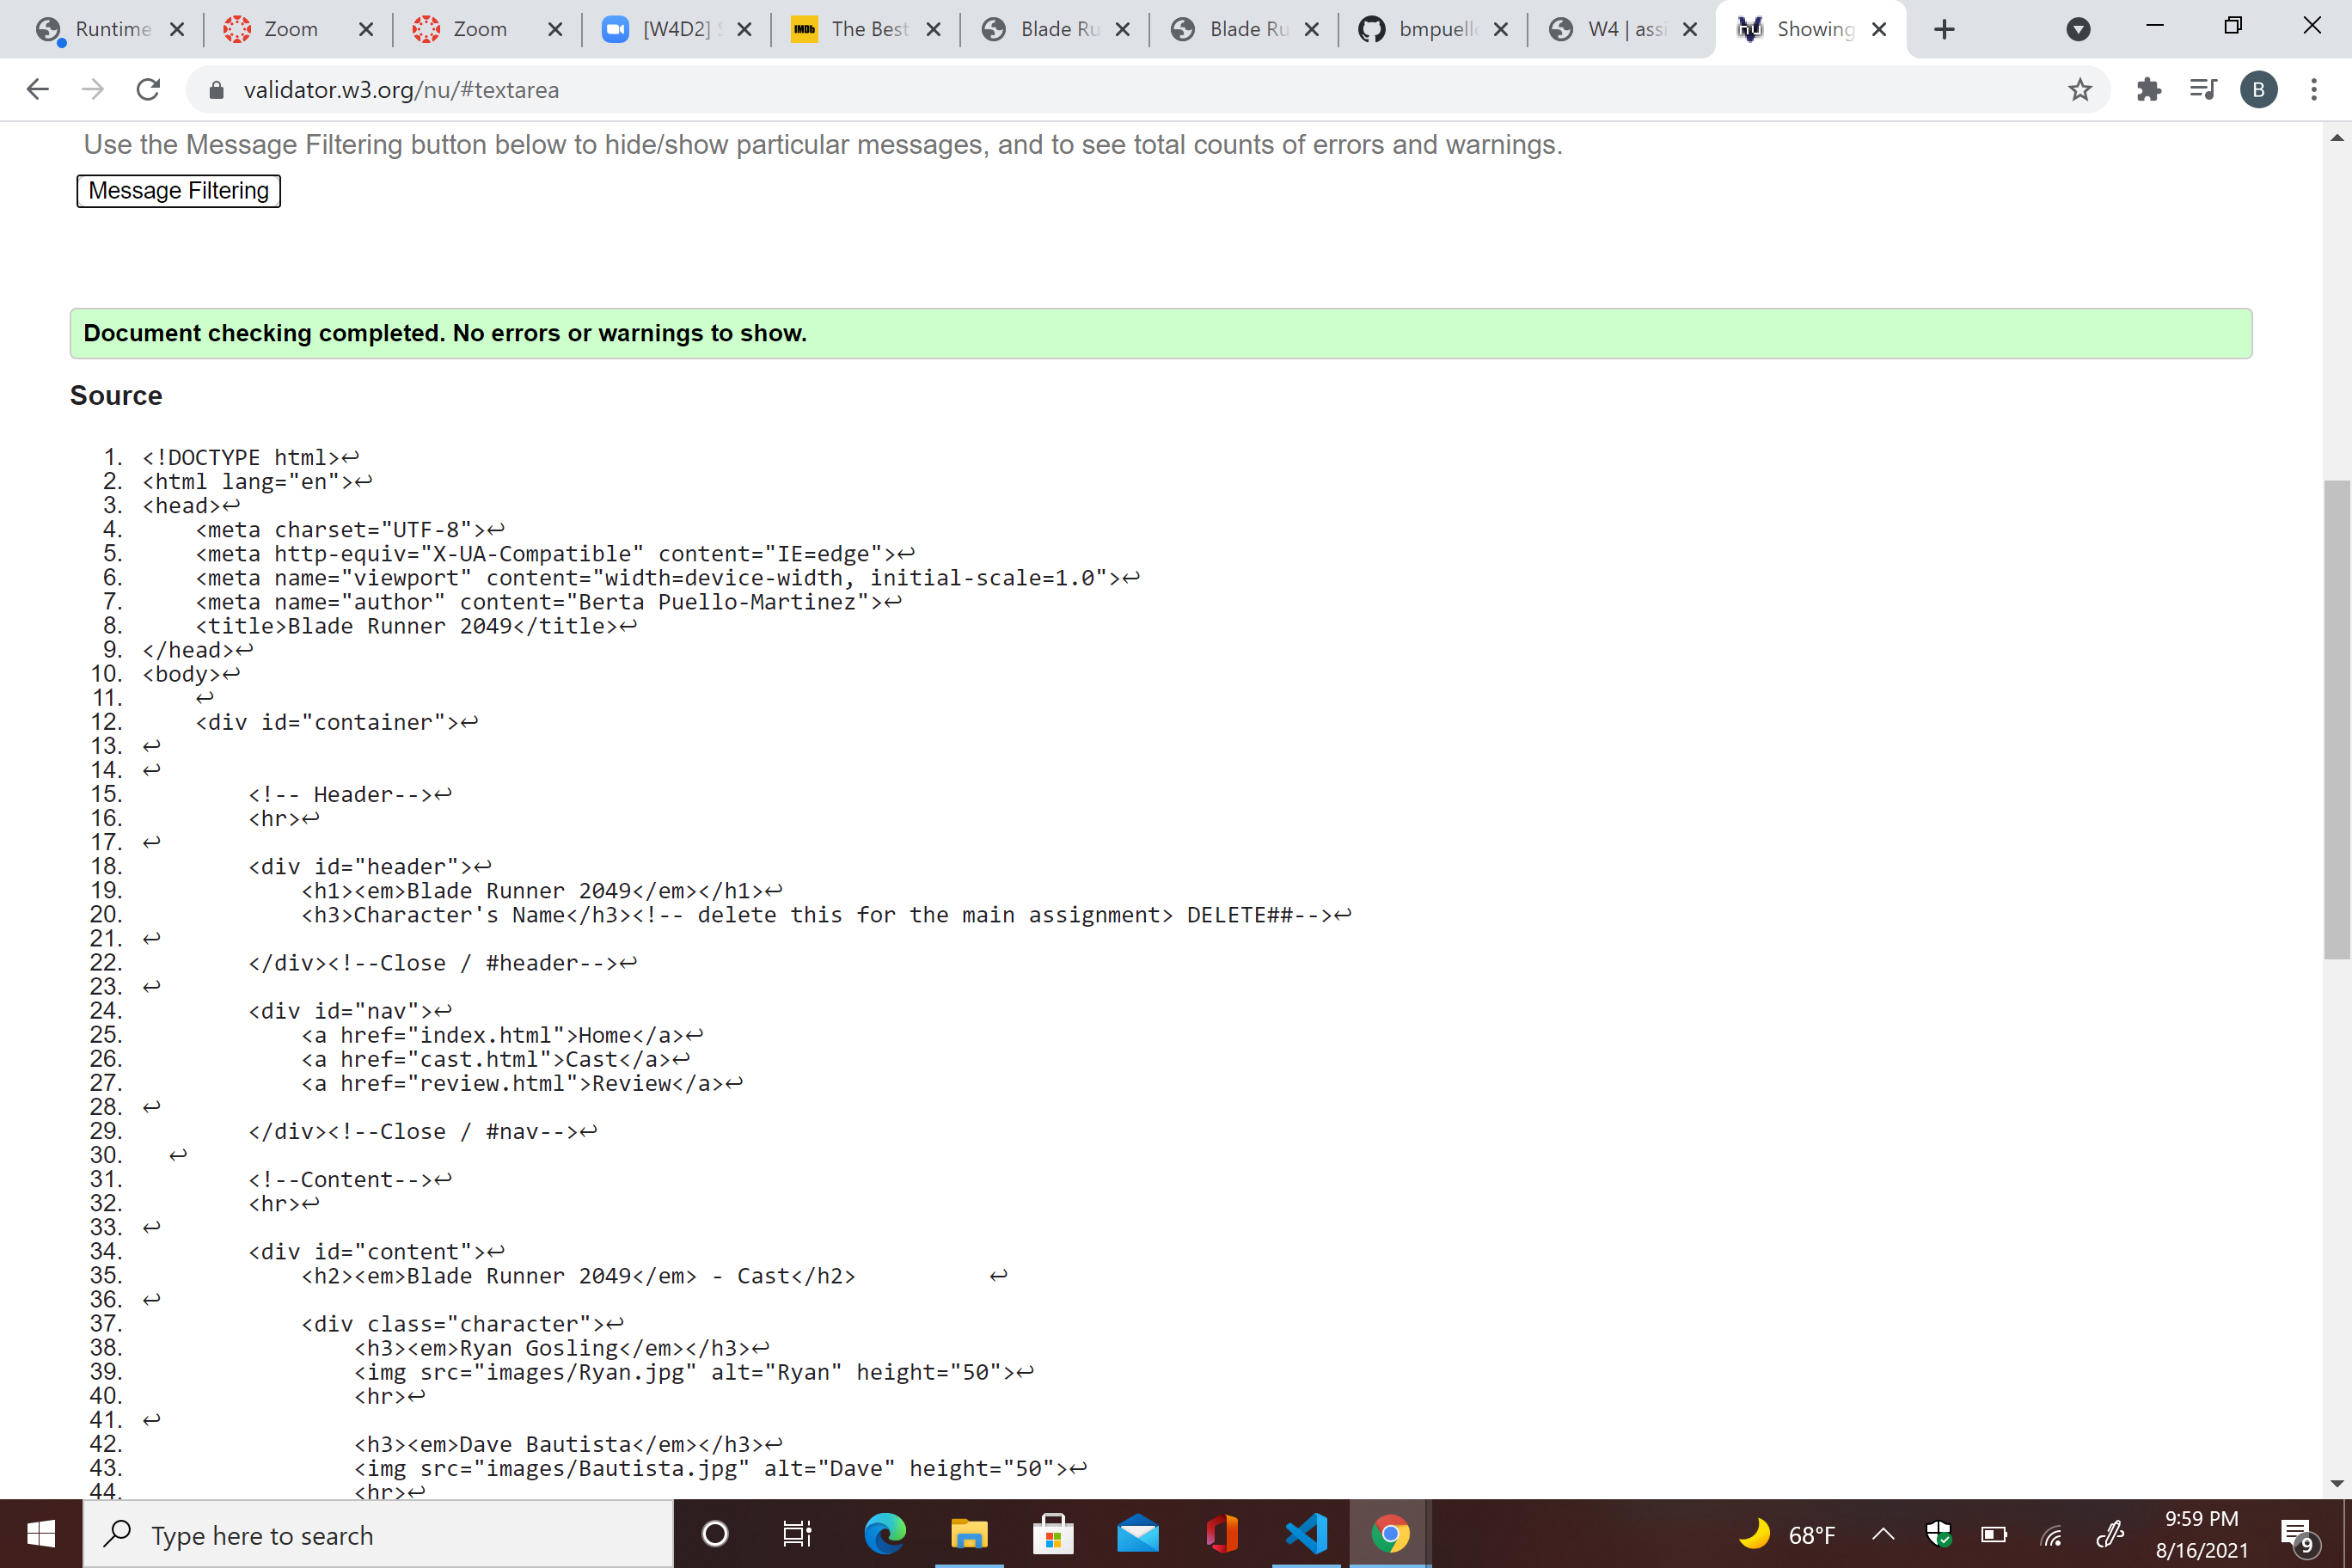 Runtime
Zoom
Zoom
[W4D2]
The Best
Blade Ru
Blade Ru
bmpuell
W4 | assi
Showing
validator.w3.org/nu/#textarea
B
Use the Message Filtering button below to hide/show particular messages, and to see total counts of errors and warnings.
Message Filtering
Document checking completed. No errors or warnings to show.
Source
1. <!DOCTYPE html>↩
2. <html lang="en">↩
3. <head>↩
4.     <meta charset="UTF-8">↩
5.     <meta http-equiv="X-UA-Compatible" content="IE=edge">↩
6.     <meta name="viewport" content="width=device-width, initial-scale=1.0">↩
7.     <meta name="author" content="Berta Puello-Martinez">↩
8.     <title>Blade Runner 2049</title>↩
9. </head>↩
10. <body>↩
11.     ↩
12.     <div id="container">↩
13. ↩
14. ↩
15.         <!-- Header-->↩
16.         <hr>↩
17. ↩
18.         <div id="header">↩
19.             <h1><em>Blade Runner 2049</em></h1>↩
20.             <h3>Character's Name</h3><!-- delete this for the main assignment> DELETE##-->↩
21. ↩
22.         </div><!--Close / #header-->↩
23. ↩
24.         <div id="nav">↩
25.             <a href="index.html">Home</a>↩
26.             <a href="cast.html">Cast</a>↩
27.             <a href="review.html">Review</a>↩
28. ↩
29.         </div><!--Close / #nav-->↩
30.   ↩
31.         <!--Content-->↩
32.         <hr>↩
33. ↩
34.         <div id="content">↩
35.             <h2><em>Blade Runner 2049</em> - Cast</h2>          ↩
36. ↩
37.             <div class="character">↩
38.                 <h3><em>Ryan Gosling</em></h3>↩
39.                 <img src="images/Ryan.jpg" alt="Ryan" height="50">↩
40.                 <hr>↩
41. ↩
42.                 <h3><em>Dave Bautista</em></h3>↩
43.                 <img src="images/Bautista.jpg" alt="Dave" height="50">↩
44.                 <hr>↩
Type here to search
68°F
9:59 PM
8/16/2021
9